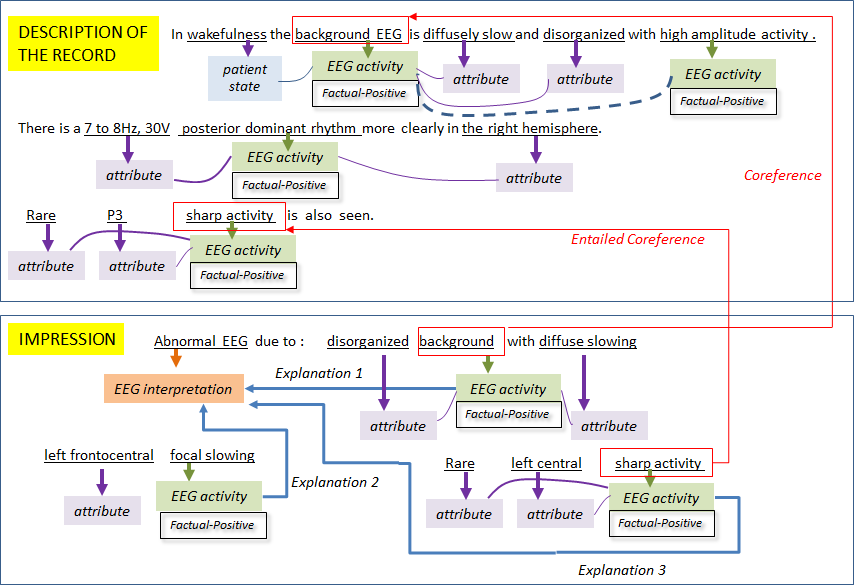 DESCRIPTION OF
THE RECORD
In wakefulness the background EEG is diffusely slow and disorganized with high amplitude activity .
patient
state
EEG activity
Factual-Positive
attribute
attribute
EEG activity
Factual-Positive
There is a 7 to 8Hz, 30V posterior dominant rhythm more clearly in the right hemisphere.
attribute
EEG activity
Factual-Positive
attribute
Coreference
Rare P3 sharp activity is also seen.
attribute
attribute
EEG activity
Factual-Positive
Entailed Coreference
IMPRESSION
Abnormal EEG due to : disorganized background with diffuse slowing
Explanation 1
EEG interpretation
EEG activity
Factual-Positive
attribute
attribute
left frontocentral focal slowing
attribute
EEG activity
Factual-Positive
Explanation 2
Rare left central sharp activity
attribute
attribute
EEG activity
Factual-Positive
Explanation 3